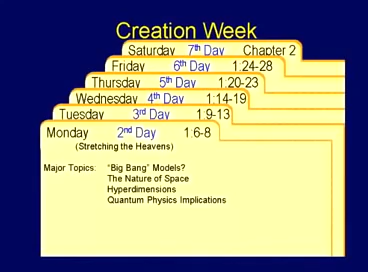 Creation Week
Saturday 7th Day Chapter 2
Friday 6th Day 1:24-28
Thursday 5th Day 1:20-23
Wednesday 4th Day 1:14-19
Tuesday 3rd Day 1:9-13
Monday 2nd Day 1:6-8
(Stretching the Heavens)
Major Topics: "Big Bang" Models?
The Nature of Space
Hyperdimensions
Quantum Physics Implications